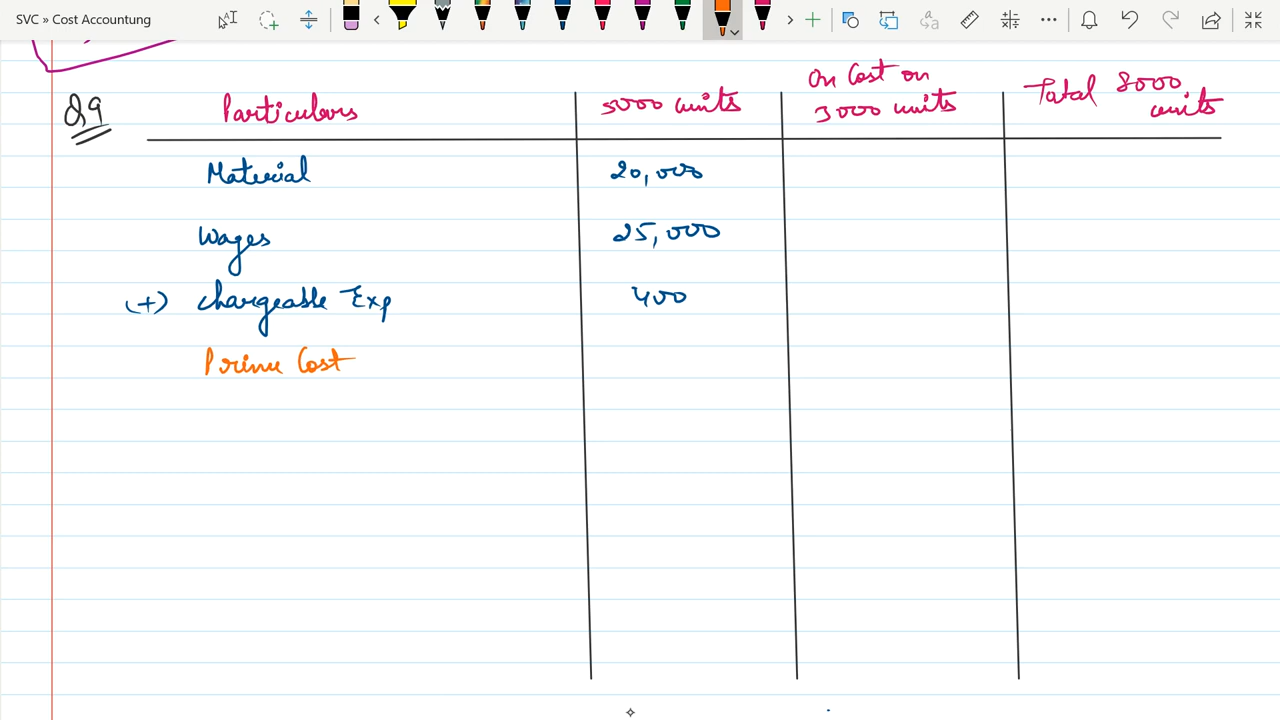 SVC » Cost Accountung
Q9 Particulars 5000 units On Cost on 3000 units Total 8000 units
Material 20,000
Wages 25,000
(+) Chargeable Exp 400
Prime Cost